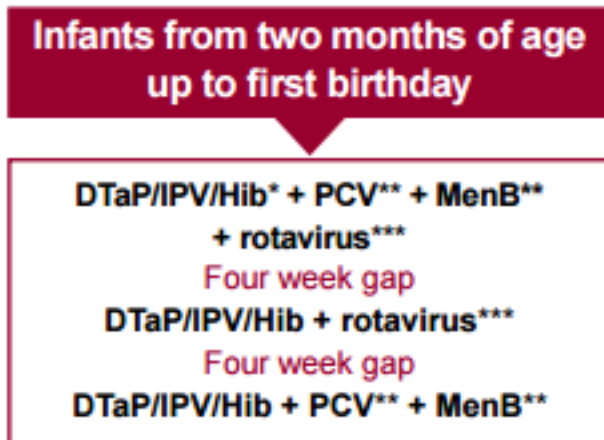 Infants from two months of age
up to first birthday
DTaP/IPV/Hib* + PCV** + MenB**
+ rotavirus***
Four week gap
DTaP/IPV/Hib + rotavirus***
Four week gap
DTaP/IPV/Hib + PCV** + MenB**